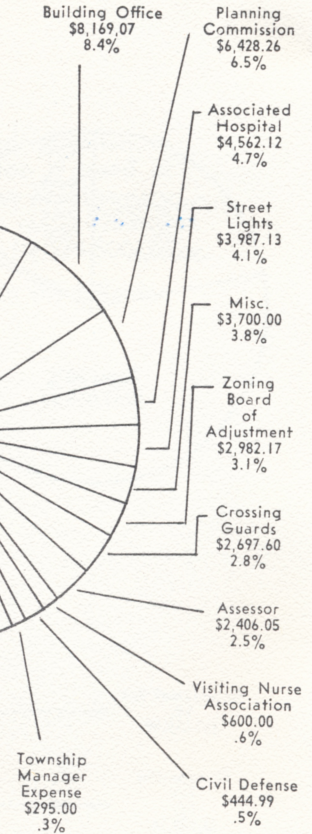 Building Office
$8,169,07
8.4%
Planning
Commission
$6,428.26
6.5%
Associated
Hospital
$4,562.12
4.7%
Street
Lights
$3,987.13
4.1%
Misc.
$3,700.00
3.8%
Zoning
Board
of
Adjustment
$2,982.17
3.1%
Crossing
Guards
$2,697.60
2.8%
Assessor
$2,406.05
2.5%
Visiting Nurse
Association
$600.00
.6%
Civil Defense
$444.99
.5%
Township
Manager
Expense
$295.00
.3%